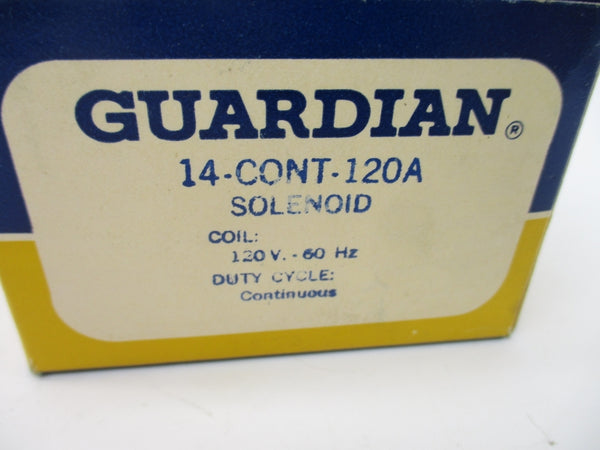 GUARDIAN®
14-CONT-120A
SOLENOID
COIL:
120 V. - 60 Hz
DUTY CYCLE:
Continuous